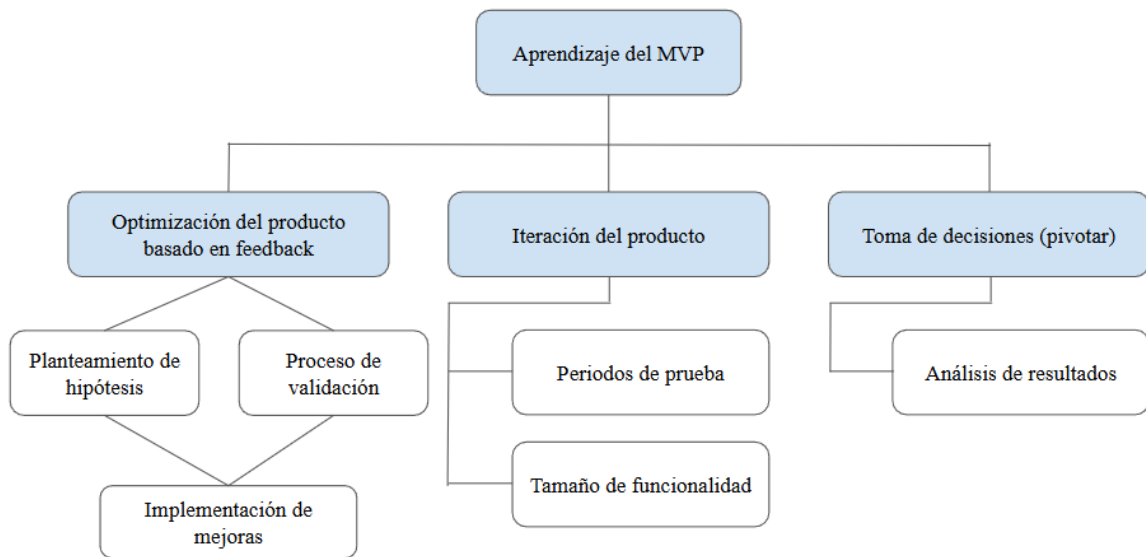 Aprendizaje del MVP
Optimización del producto
basado en feedback
Iteración del producto
Toma de decisiones (pivotar)
Planteamiento de
hipótesis
Proceso de
validación
Periodos de prueba
Análisis de resultados
Tamaño de funcionalidad
Implementación de
mejoras